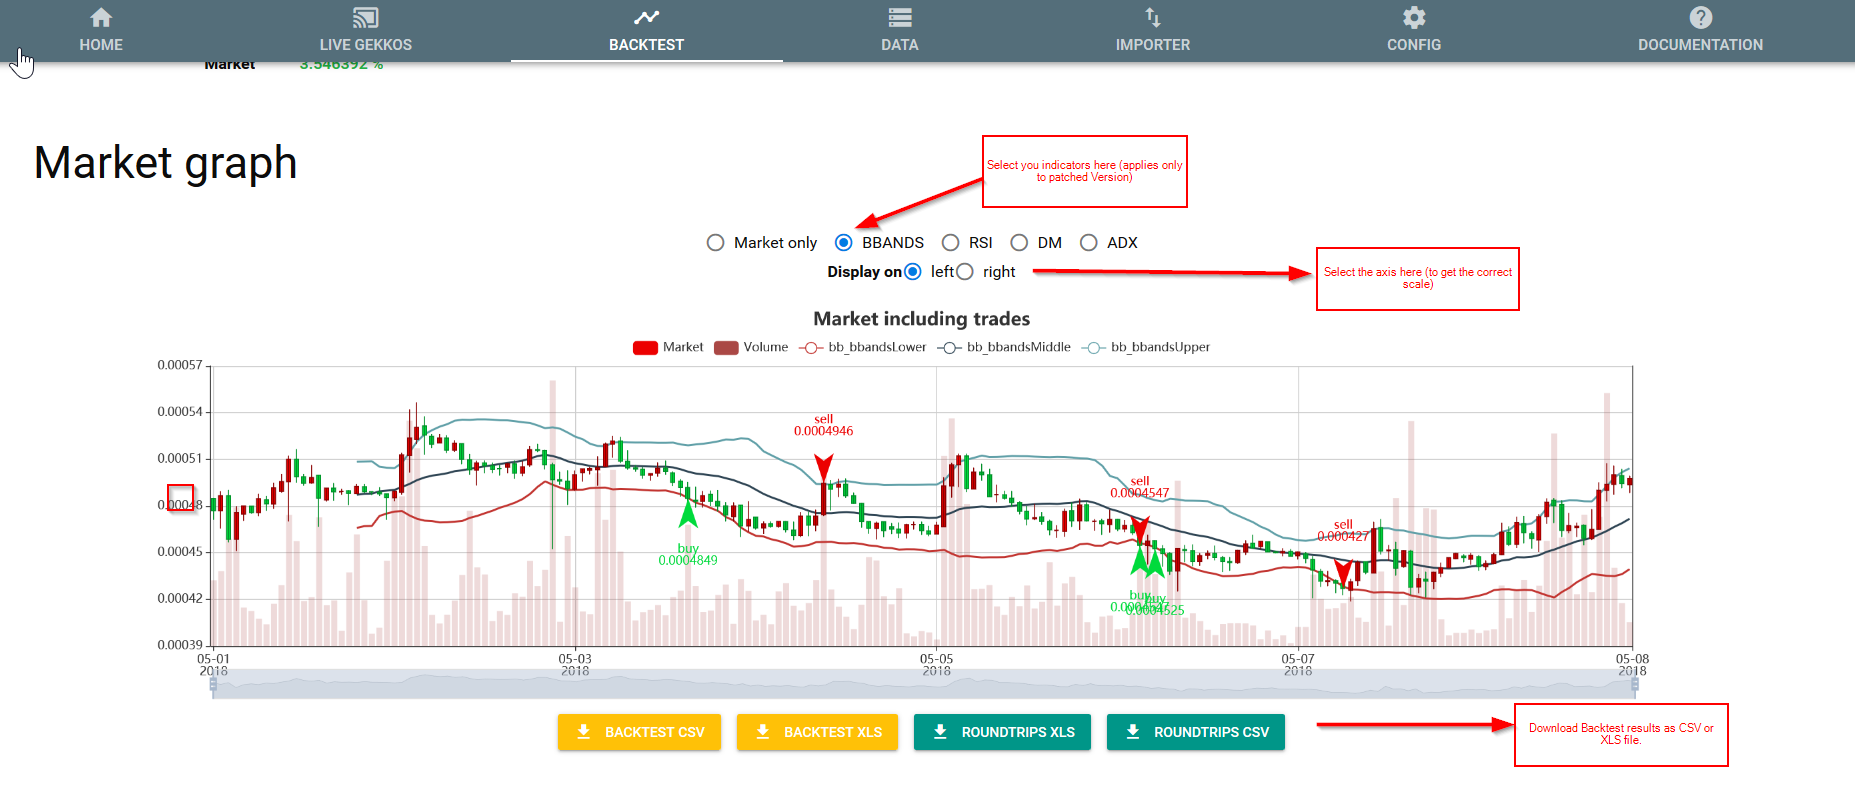 HOME LIVE GEKKOS BACKTEST DATA IMPORTER CONFIG DOCUMENTATION
Market 3.546392 %
Market graph
Select you indicators here (applies only
to patched Version)
Market only BBANDS RSI DM ADX
Display on left right
Select the axis here (to get the correct
scale)
Market including trades
Market Volume bb_bbandsLower bb_bbandsMiddle bb_bbandsUpper
0.00057
0.00054
0.00051
0.00048
0.00045
0.00042
0.00039
sell
0.0004946
buy
0.0004849
sell
0.0004547
buy
0.0004547
buy
0.0004525
sell
0.000427
05-01
2018
05-03
2018
05-05
2018
05-07
2018
05-08
2018
BACKTEST CSV BACKTEST XLS ROUNDTRIPS XLS ROUNDTRIPS CSV
Download Backtest results as CSV or
XLS file.